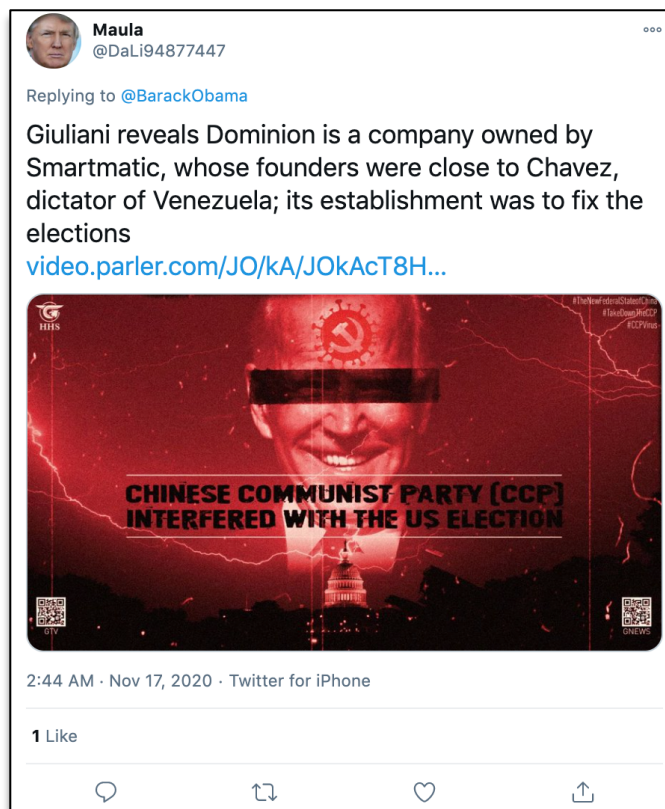 Maula
@DaLi94877447
Replying to @BarackObama
Giuliani reveals Dominion is a company owned by
Smartmatic, whose founders were close to Chavez,
dictator of Venezuela; its establishment was to fix the
elections
video.parler.com/JO/kA/JOkAcT8H...
HHS
#TheNewFederalStateofChina
#TakeDownTheCCP
#CCPVirus
CHINESE COMMUNIST PARTY (CCP)
INTERFERED WITH THE US ELECTION
GTV
GNEWS
2:44 AM · Nov 17, 2020 · Twitter for iPhone
1 Like